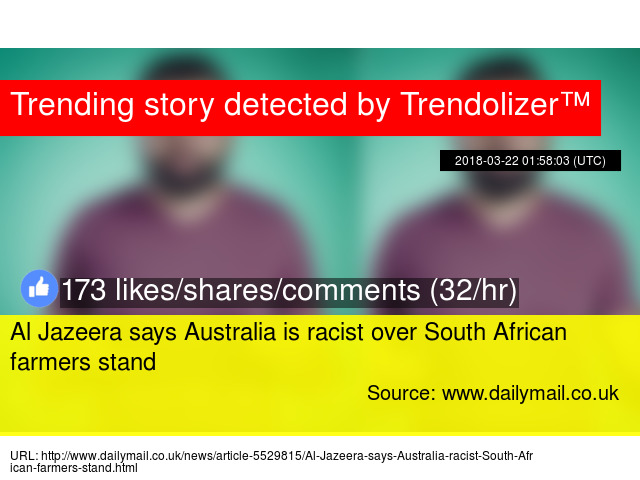 Trending story detected by Trendolizer™
2018-03-22 01:58:03 (UTC)
173 likes/shares/comments (32/hr)
Al Jazeera says Australia is racist over South African
farmers stand
Source: www.dailymail.co.uk
URL: http://www.dailymail.co.uk/news/article-5529815/Al-Jazeera-says-Australia-racist-South-Afr
ican-farmers-stand.html